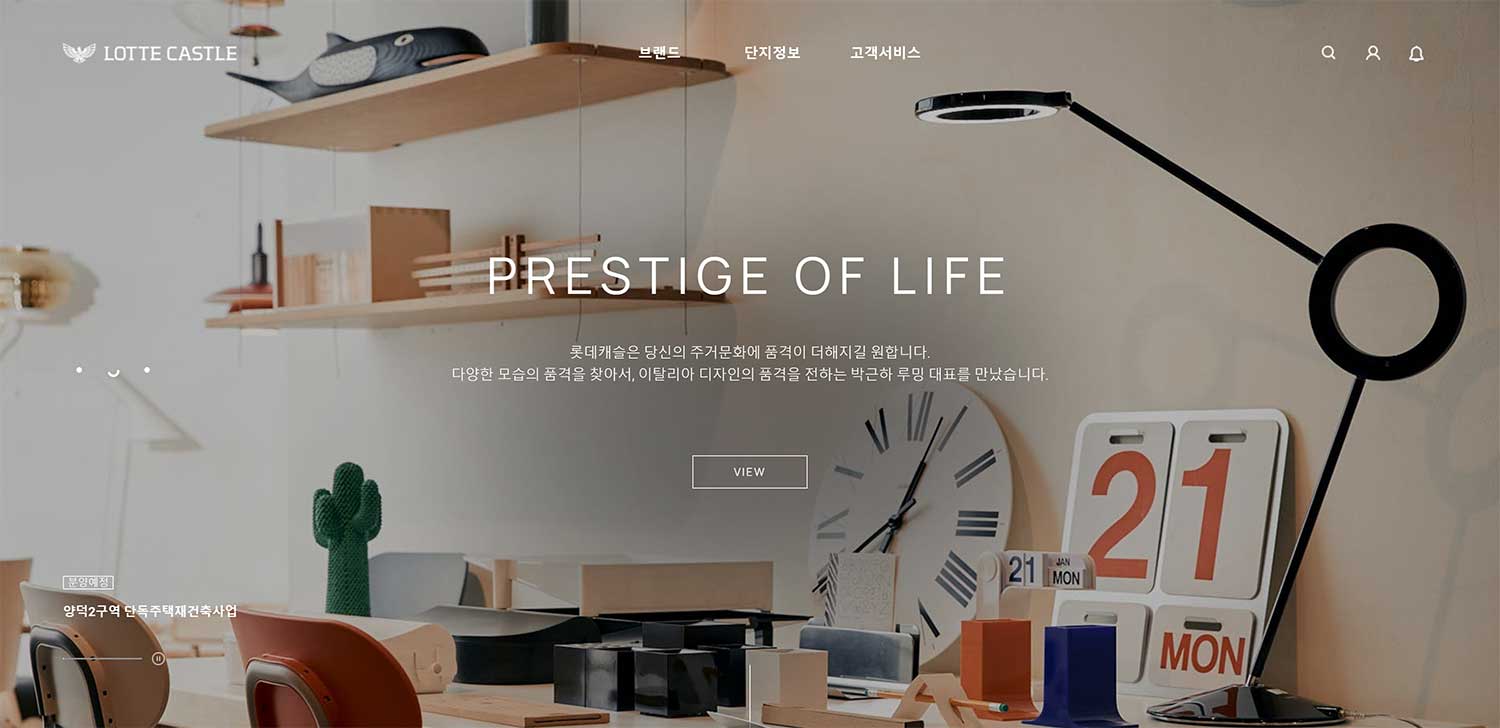 LOTTE CASTLE
브랜드 단지정보 고객서비스
PRESTIGE OF LIFE
롯데캐슬은 당신의 주거문화에 품격이 더해지길 원합니다.
다양한 모습의 품격을 찾아서, 이탈리아 디자인의 품격을 전하는 박근하 루밍 대표를 만났습니다.
VIEW
21
21
JAN
MON
MON
분양예정
양덕2구역 단독주택재건축사업